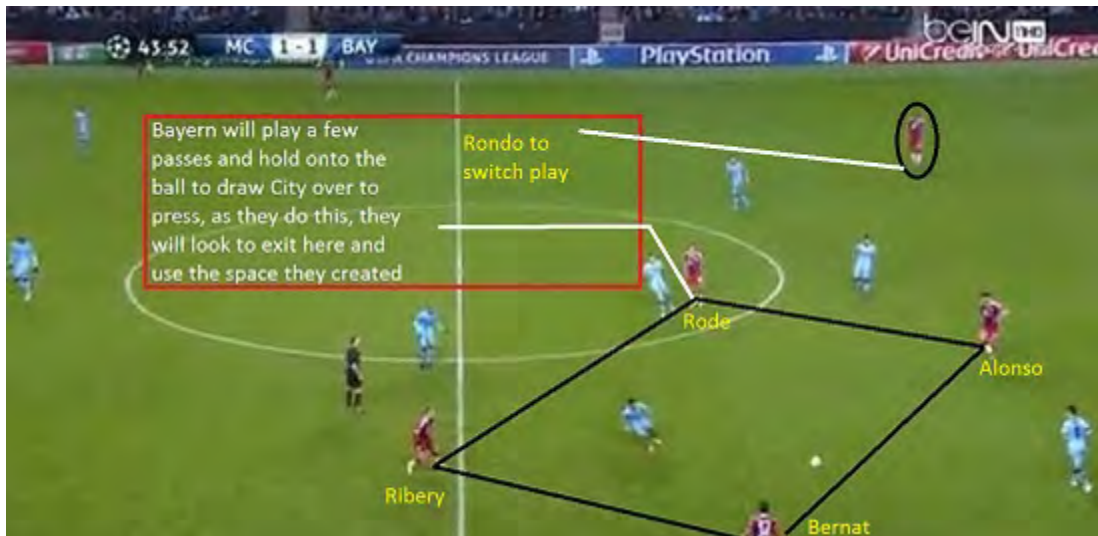 beIN HD
43:52 MC 1 - 1 BAY
CHAMPIONS LEAGUE PlayStation UniCredit UniCre
Bayern will play a few
passes and hold onto the
ball to draw City over to
press, as they do this, they
will look to exit here and
use the space they created
Rondo to
switch play
Rode
Alonso
Ribery
Bernat